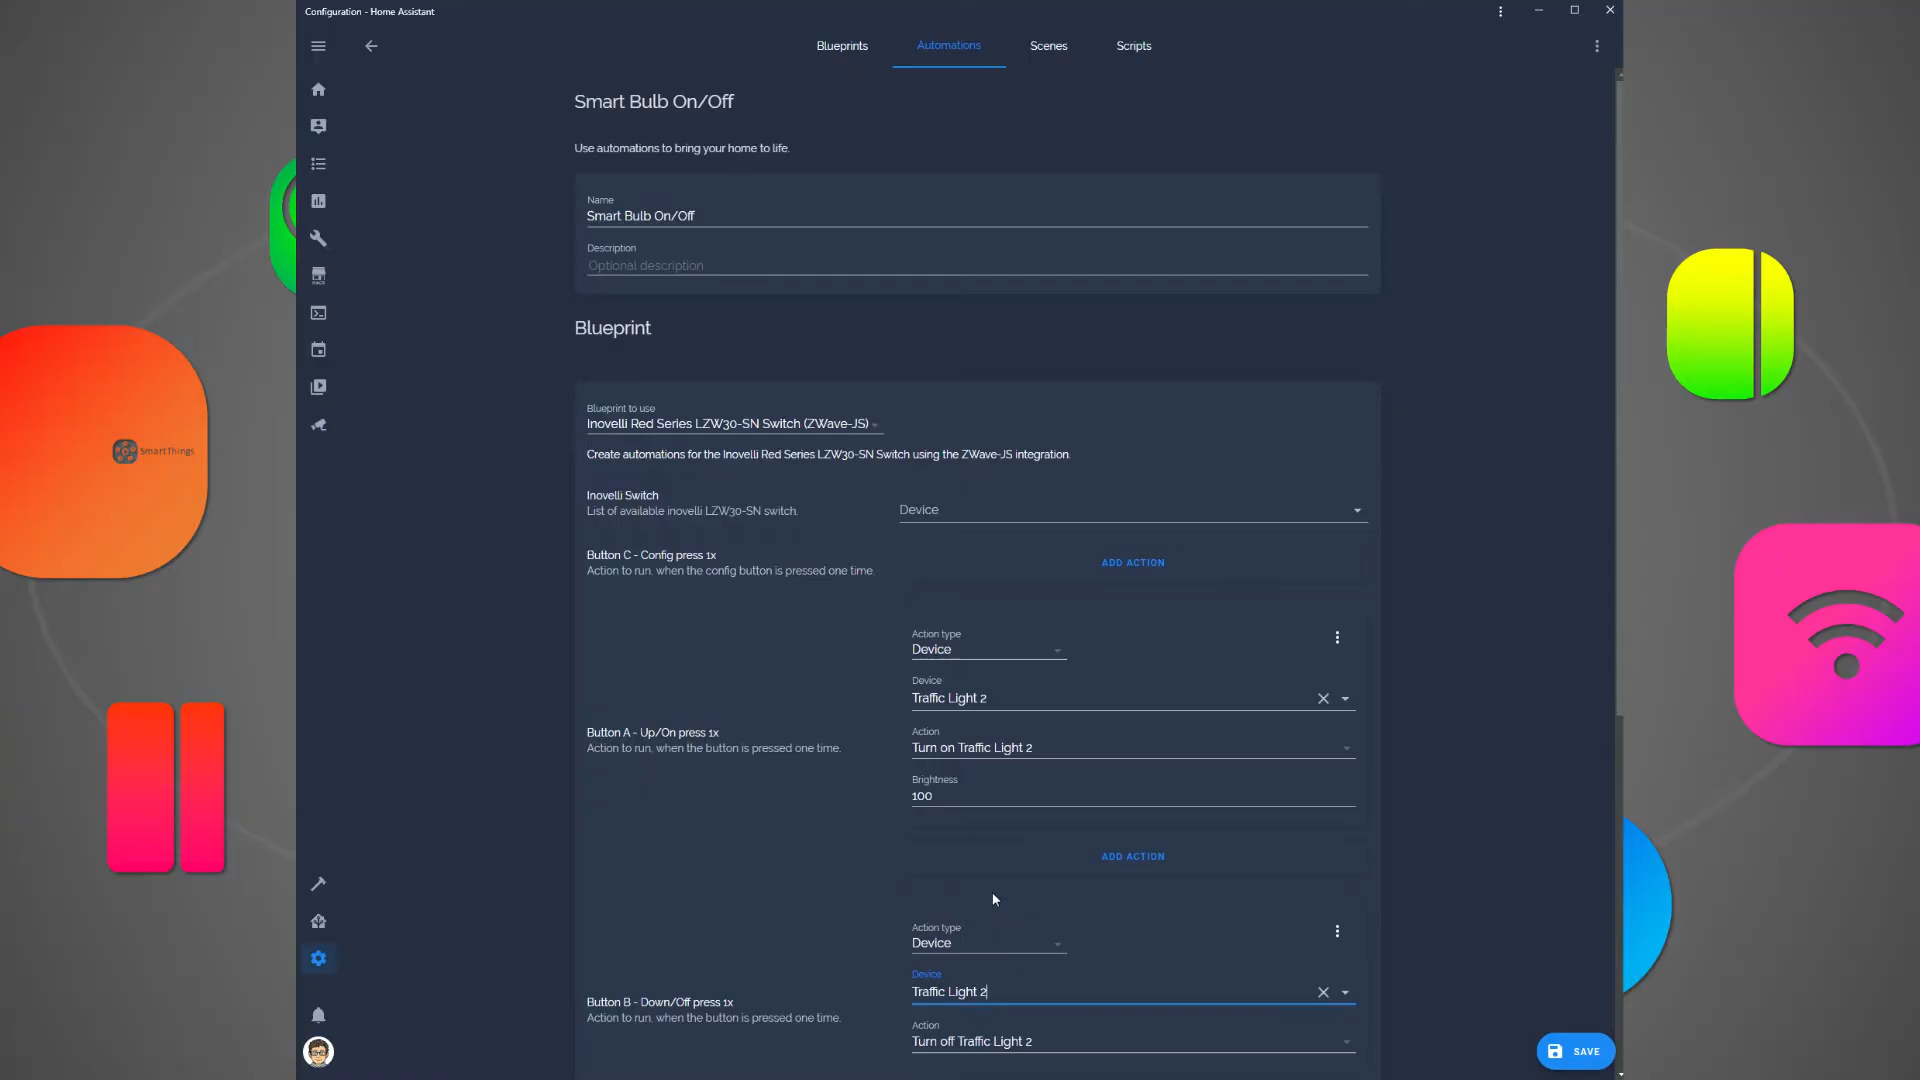 Configuration - Home Assistant
Blueprints
Automations
Scenes
Scripts
Smart Bulb On/Off
Use automations to bring your home to life.
Name
Smart Bulb On/Off
Description
Optional description
Blueprint
Blueprint to use
Inovelli Red Series LZW30-SN Switch (ZWave-JS)
Create automations for the Inovelli Red Series LZW30-SN Switch using the ZWave-JS integration.
Inovelli Switch
List of available inovelli LZW30-SN switch.
Device
Button C - Config press 1x
Action to run, when the config button is pressed one time.
ADD ACTION
Action type
Device
Device
Traffic Light 2
Button A - Up/On press 1x
Action to run, when the button is pressed one time.
Action
Turn on Traffic Light 2
Brightness
100
ADD ACTION
Action type
Device
Device
Traffic Light 2
Button B - Down/Off press 1x
Action to run, when the button is pressed one time.
Action
Turn off Traffic Light 2
SAVE
SmartThings
HACS